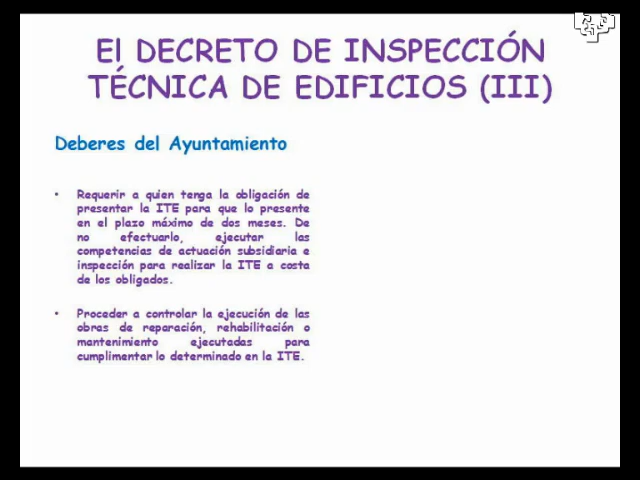 El DECRETO DE INSPECCIÓN
TÉCNICA DE EDIFICIOS (III)
Deberes del Ayuntamiento
• Requerir a quien tenga la obligación de
presentar la ITE para que lo presente
en el plazo máximo de dos meses. De
no efectuarlo, ejecutar las
competencias de actuación subsidiaria e
inspección para realizar la ITE a costa
de los obligados.
• Proceder a controlar la ejecución de las
obras de reparación, rehabilitación o
mantenimiento ejecutadas para
cumplimentar lo determinado en la ITE.